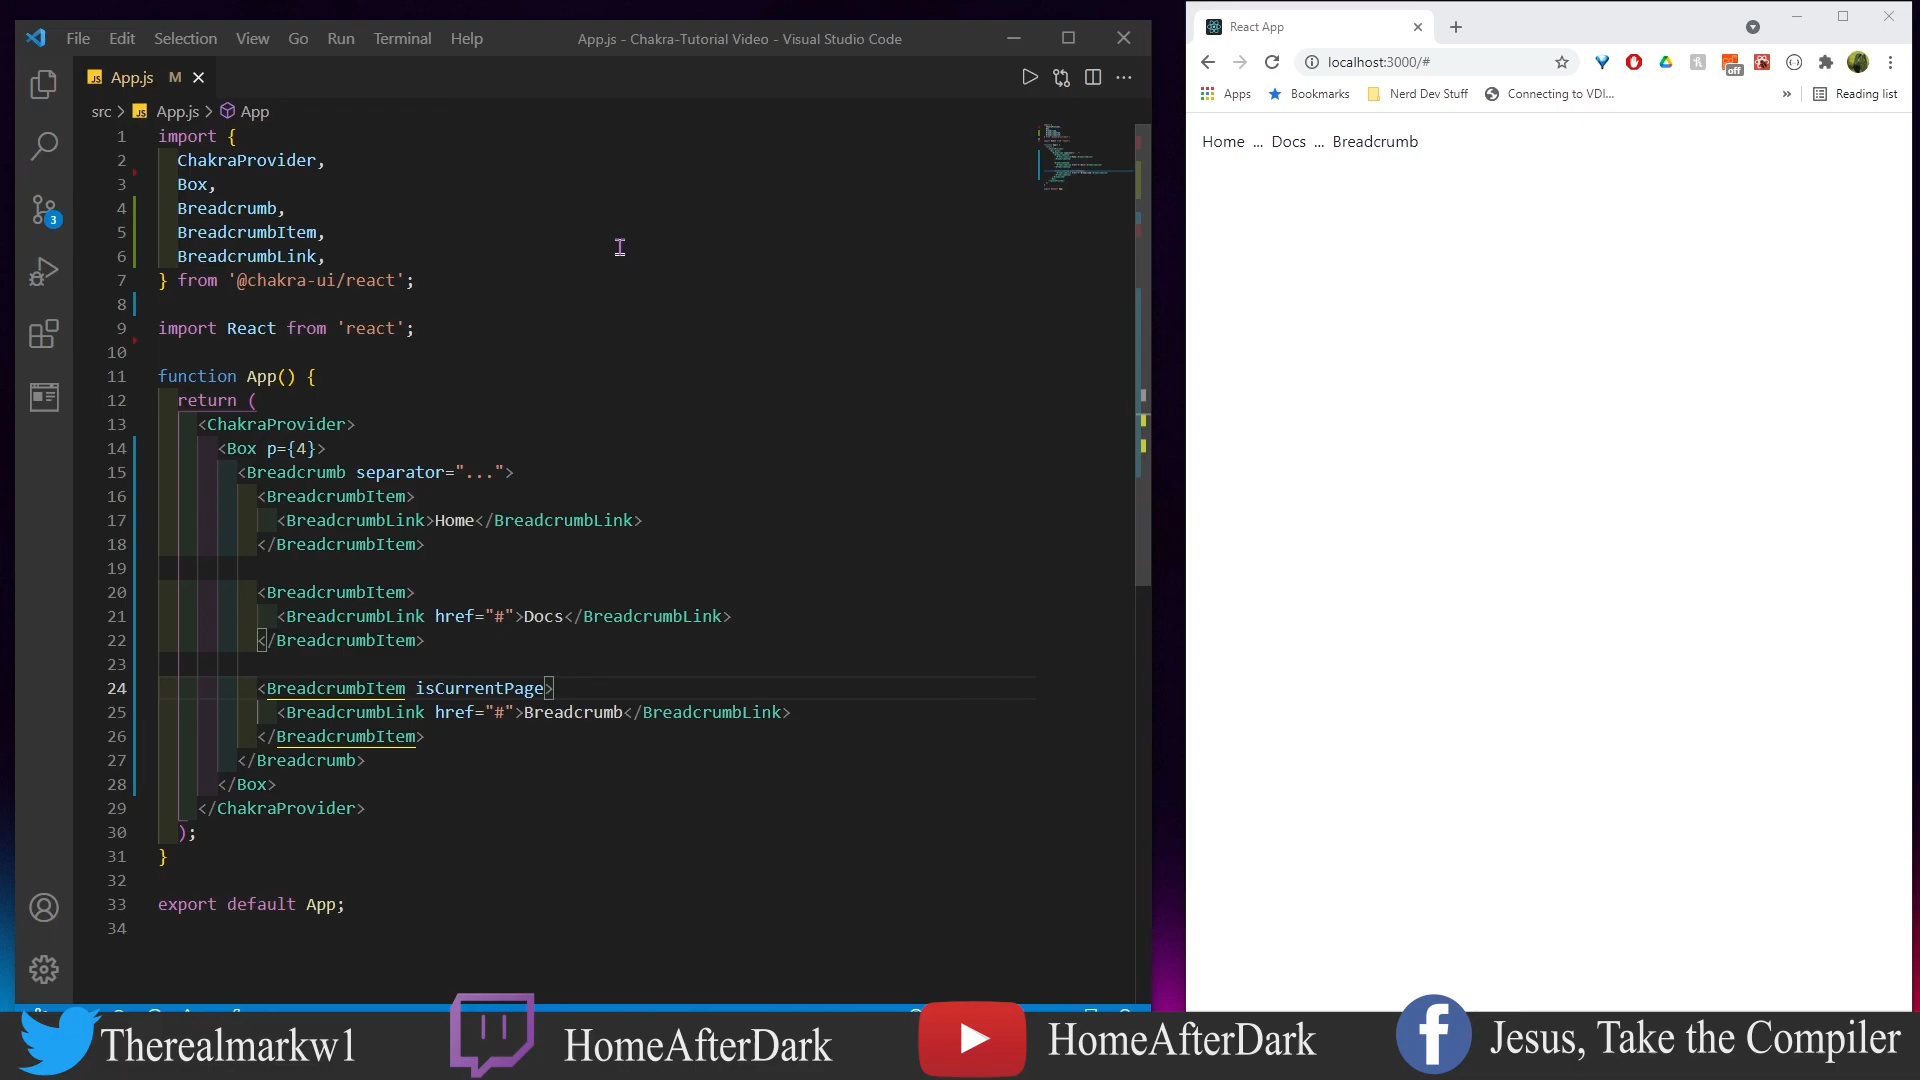 File Edit Selection View Go Run Terminal Help
App.js - Chakra-Tutorial Video - Visual Studio Code
JS App.js M
src > JS App.js > App
3
1 import {
2 ChakraProvider,
3 Box,
4 Breadcrumb,
5 BreadcrumbItem,
6 BreadcrumbLink,
7 } from '@chakra-ui/react';
8
9 import React from 'react';
10
11 function App() {
12 return (
13 <ChakraProvider>
14 <Box p={4}>
15 <Breadcrumb separator="...">
16 <BreadcrumbItem>
17 <BreadcrumbLink>Home</BreadcrumbLink>
18 </BreadcrumbItem>
19
20 <BreadcrumbItem>
21 <BreadcrumbLink href="#">Docs</BreadcrumbLink>
22 </BreadcrumbItem>
23
24 <BreadcrumbItem isCurrentPage>
25 <BreadcrumbLink href="#">Breadcrumb</BreadcrumbLink>
26 </BreadcrumbItem>
27 </Breadcrumb>
28 </Box>
29 </ChakraProvider>
30 );
31 }
32
33 export default App;
34
React App
localhost:3000/#
off
Apps Bookmarks Nerd Dev Stuff Connecting to VDI... » Reading list
Home ... Docs ... Breadcrumb
Therealmarkw1
HomeAfterDark
HomeAfterDark
Jesus, Take the Compiler